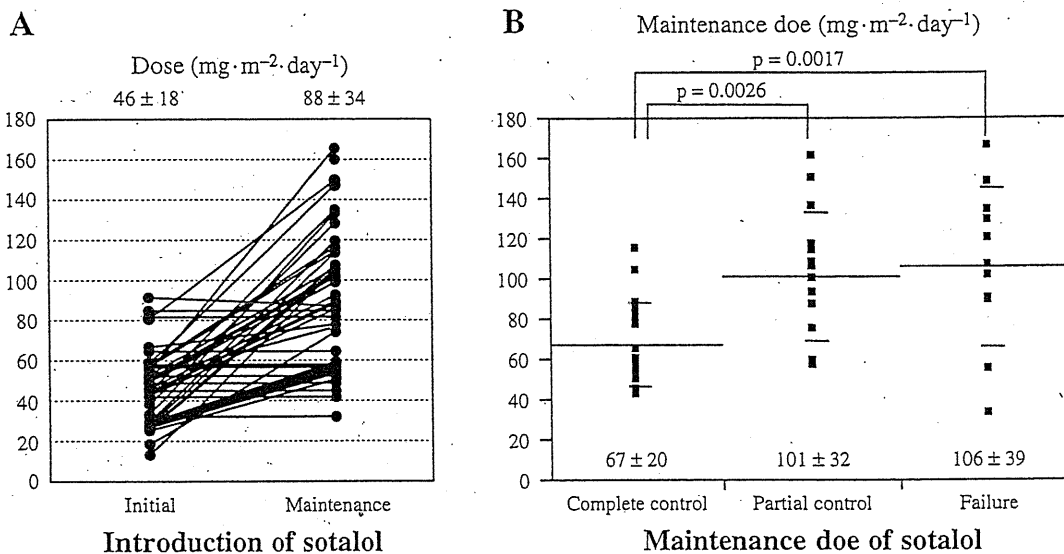 A
Dose (mg·m⁻²·day⁻¹)
46 ± 18
88 ± 34
180
160
140
120
100
80
60
40
20
0
Initial
Maintenance
Introduction of sotalol
B
Maintenance doe (mg·m⁻²·day⁻¹)
p = 0.0017
p = 0.0026
180
160
140
120
100
80
60
40
20
0
67 ± 20
101 ± 32
106 ± 39
Complete control
Partial control
Failure
Maintenance doe of sotalol